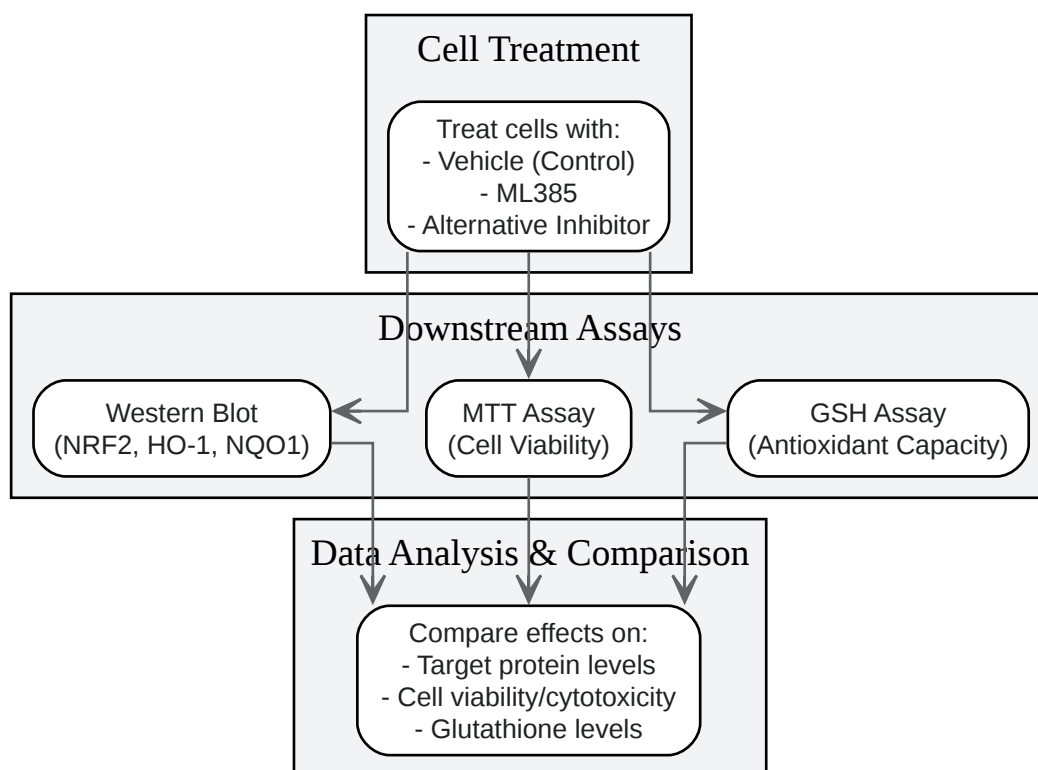 Cell Treatment
Treat cells with:
- Vehicle (Control)
- ML385
- Alternative Inhibitor
Downstream Assays
Western Blot
(NRF2, HO-1, NQO1)
MTT Assay
(Cell Viability)
GSH Assay
(Antioxidant Capacity)
Data Analysis & Comparison
Compare effects on:
- Target protein levels
- Cell viability/cytotoxicity
- Glutathione levels